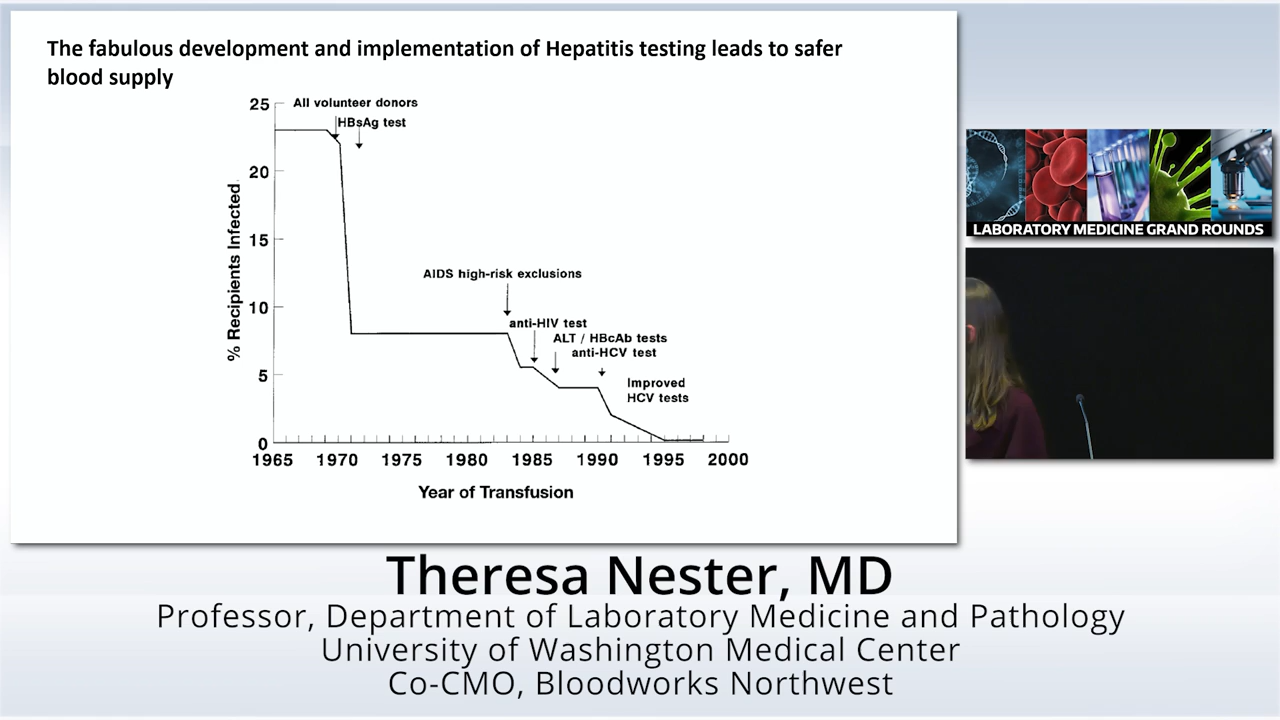 The fabulous development and implementation of Hepatitis testing leads to safer
blood supply
25
All volunteer donors
HBsAg test
20
15
% Recipients Infected
AIDS high-risk exclusions
10
anti-HIV test
ALT / HBcAb tests
anti-HCV test
5
Improved
HCV tests
0
1965 1970 1975 1980 1985 1990 1995 2000
Year of Transfusion
LABORATORY MEDICINE GRAND ROUNDS
Theresa Nester, MD
Professor, Department of Laboratory Medicine and Pathology
University of Washington Medical Center
Co-CMO, Bloodworks Northwest